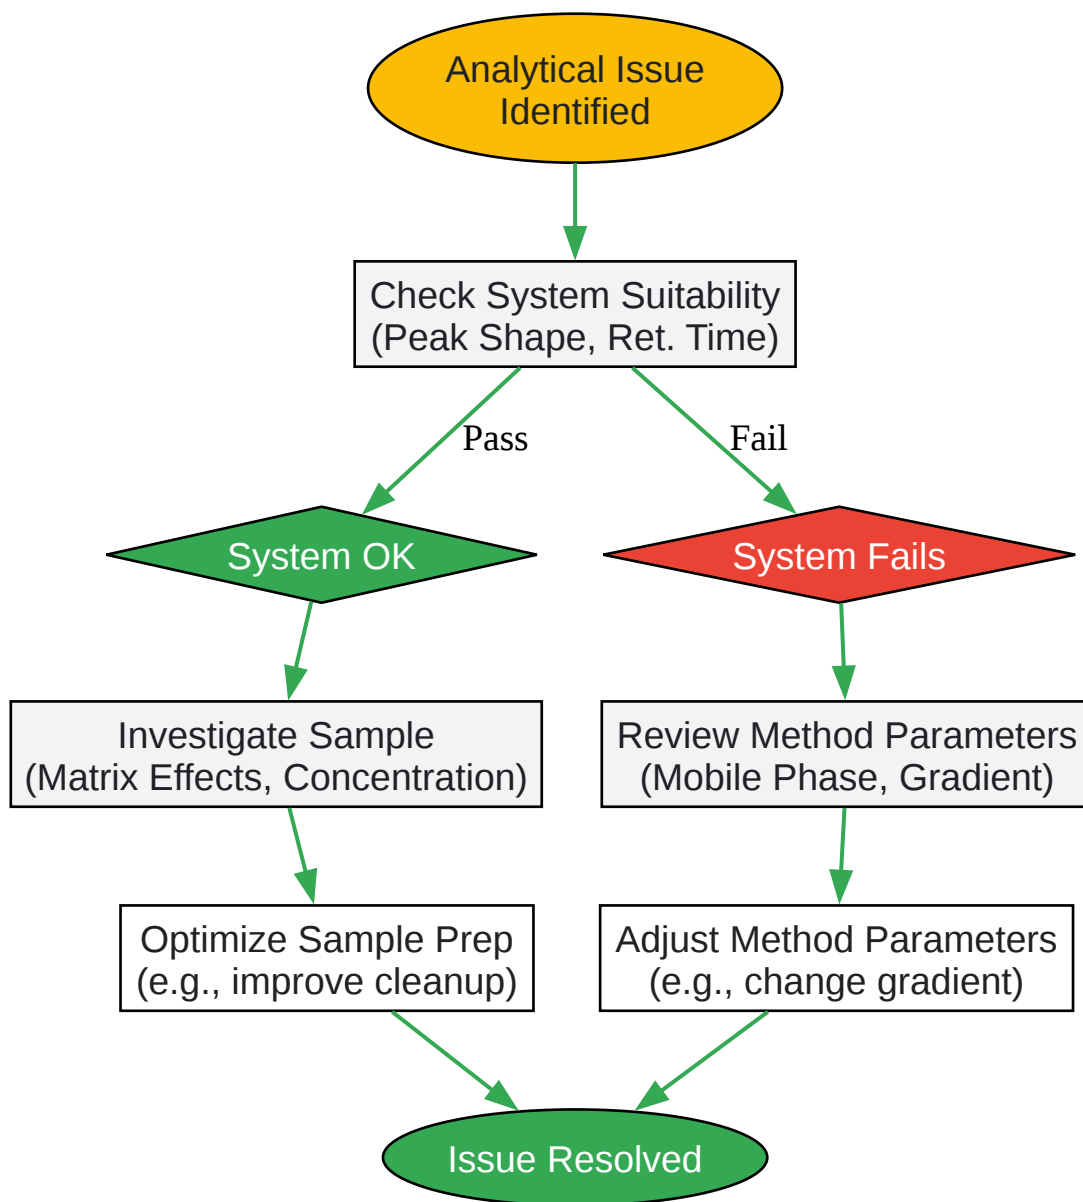 Analytical Issue
Identified
Check System Suitability
(Peak Shape, Ret. Time)
Pass
Fail
System OK
System Fails
Investigate Sample
(Matrix Effects, Concentration)
Review Method Parameters
(Mobile Phase, Gradient)
Optimize Sample Prep
(e.g., improve cleanup)
Adjust Method Parameters
(e.g., change gradient)
Issue Resolved